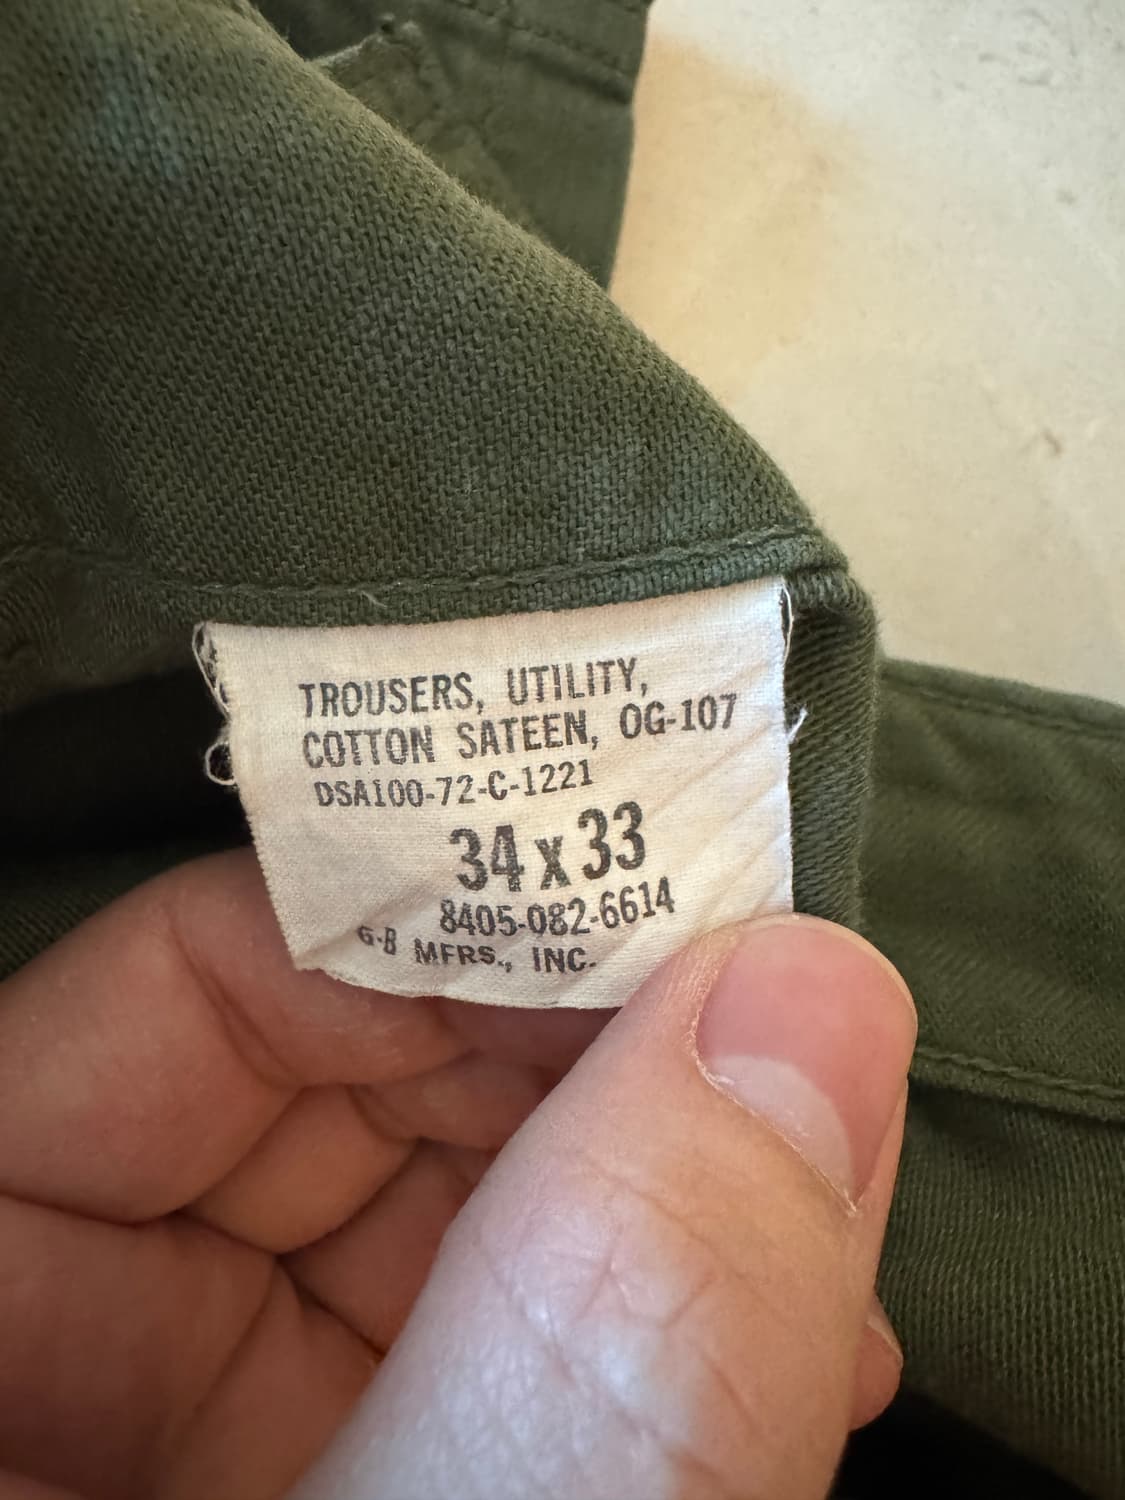 TROUSERS, UTILITY,
COTTON SATEEN, OG-107
DSA100-72-C-1221
34 x 33
8405-082-6614
G-B MFRS., INC.